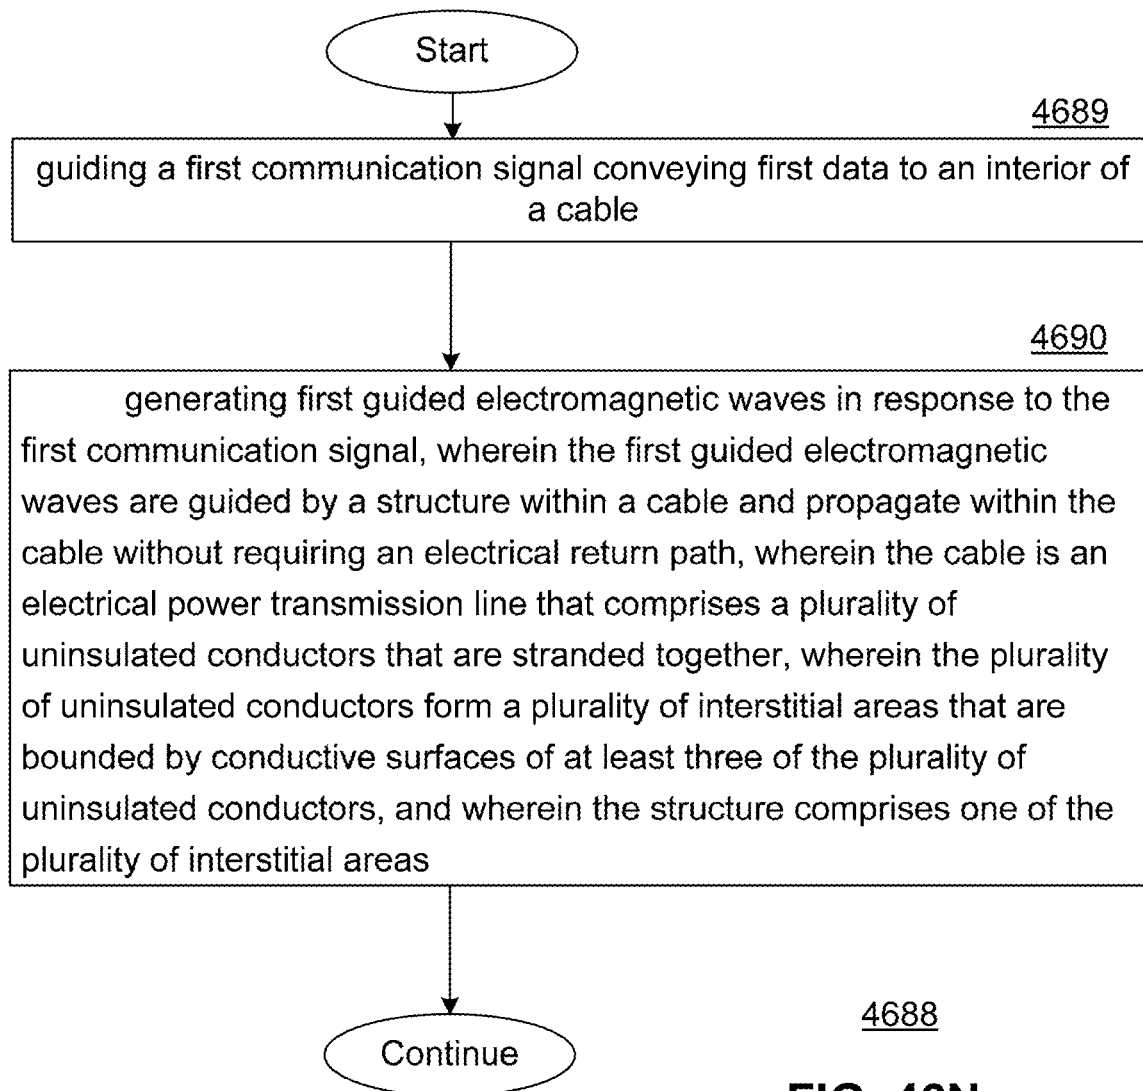 Start
4689
guiding a first communication signal conveying first data to an interior of
a cable
4690
generating first guided electromagnetic waves in response to the
first communication signal, wherein the first guided electromagnetic
waves are guided by a structure within a cable and propagate within the
cable without requiring an electrical return path, wherein the cable is an
electrical power transmission line that comprises a plurality of
uninsulated conductors that are stranded together, wherein the plurality
of uninsulated conductors form a plurality of interstitial areas that are
bounded by conductive surfaces of at least three of the plurality of
uninsulated conductors, and wherein the structure comprises one of the
plurality of interstitial areas
4688
Continue